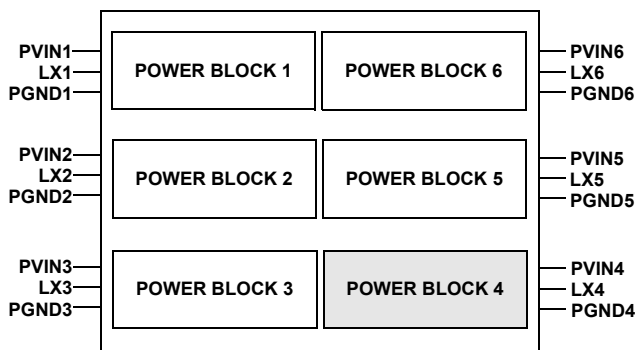 PVIN1
LX1
PGND1
POWER BLOCK 1
POWER BLOCK 6
PVIN6
LX6
PGND6
PVIN2
LX2
PGND2
POWER BLOCK 2
POWER BLOCK 5
PVIN5
LX5
PGND5
PVIN3
LX3
PGND3
POWER BLOCK 3
POWER BLOCK 4
PVIN4
LX4
PGND4